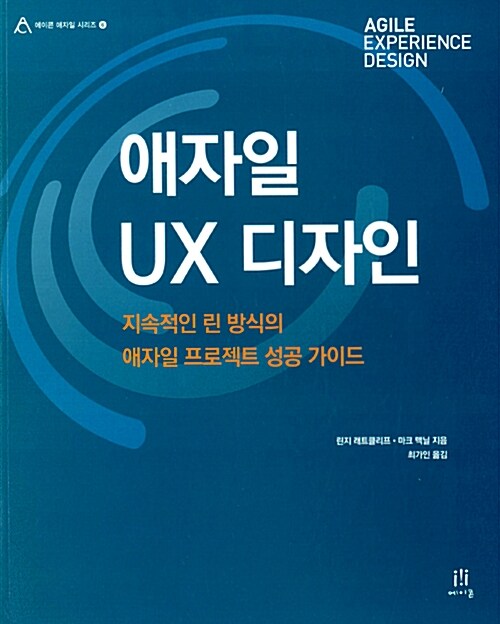 에이콘 애자일 시리즈 4
AGILE
EXPERIENCE
DESIGN
애자일
UX 디자인
지속적인 린 방식의
애자일 프로젝트 성공 가이드
린지 래트클리프 • 마크 맥닐 지음
최가인 옮김
에이콘